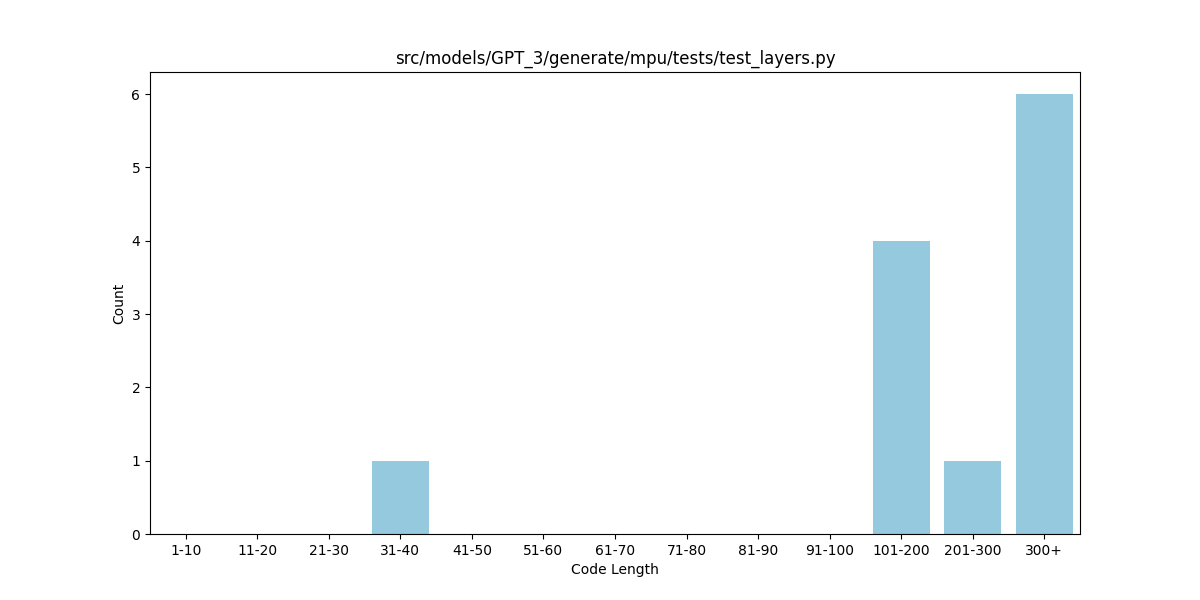 src/models/GPT_3/generate/mpu/tests/test_layers.py
6
5
4
3
2
1
0
Count
1-10 11-20 21-30 31-40 41-50 51-60 61-70 71-80 81-90 91-100 101-200 201-300 300+
Code Length